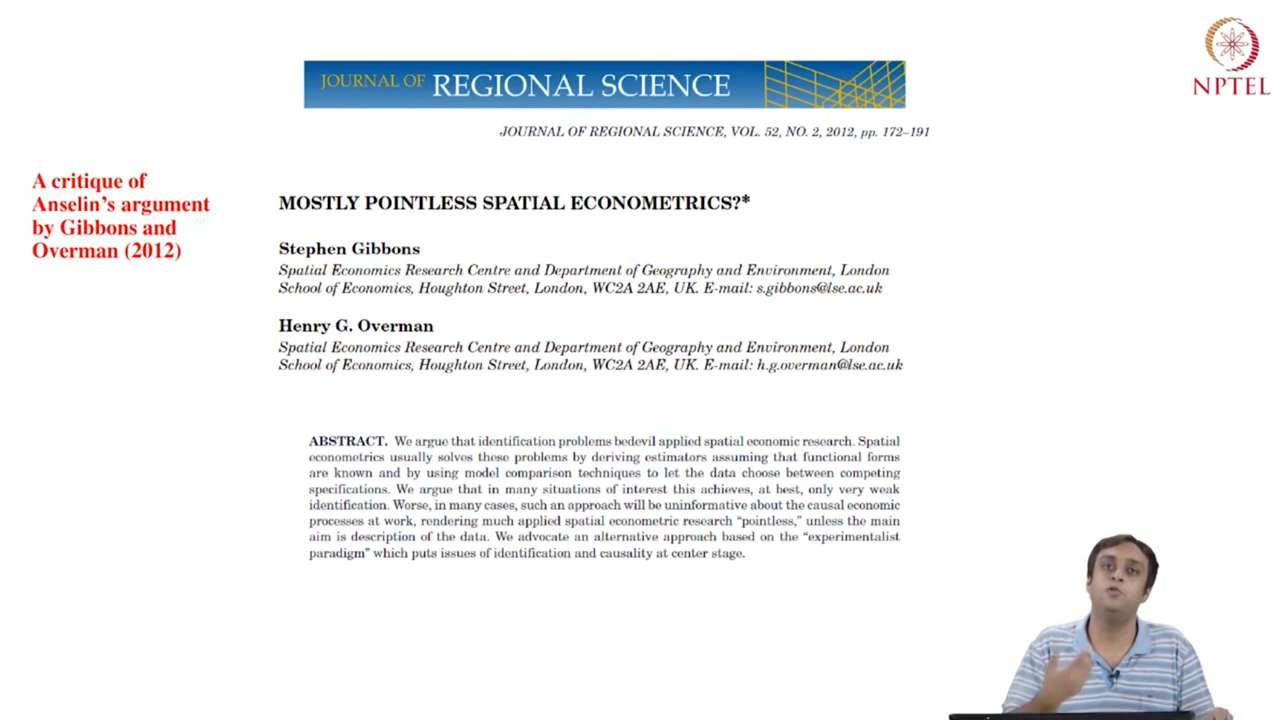 NPTEL
JOURNAL OF REGIONAL SCIENCE
JOURNAL OF REGIONAL SCIENCE, VOL. 52, NO. 2, 2012, pp. 172–191
A critique of
Anselin's argument
by Gibbons and
Overman (2012)
MOSTLY POINTLESS SPATIAL ECONOMETRICS?*
Stephen Gibbons
Spatial Economics Research Centre and Department of Geography and Environment, London
School of Economics, Houghton Street, London, WC2A 2AE, UK. E-mail: s.gibbons@lse.ac.uk
Henry G. Overman
Spatial Economics Research Centre and Department of Geography and Environment, London
School of Economics, Houghton Street, London, WC2A 2AE, UK. E-mail: h.g.overman@lse.ac.uk
ABSTRACT. We argue that identification problems bedevil applied spatial economic research. Spatial
econometrics usually solves these problems by deriving estimators assuming that functional forms
are known and by using model comparison techniques to let the data choose between competing
specifications. We argue that in many situations of interest this achieves, at best, only very weak
identification. Worse, in many cases, such an approach will be uninformative about the causal economic
processes at work, rendering much applied spatial econometric research “pointless,” unless the main
aim is description of the data. We advocate an alternative approach based on the “experimentalist
paradigm” which puts issues of identification and causality at center stage.